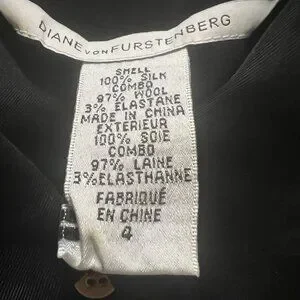 DIANE VON FURSTENBERG
SHELL
100% SILK
COMBO
97% WOOL
3% ELASTANE
MADE IN CHINA
EXTERIEUR
100% SOIE
COMBO
97% LAINE
3%ELASTHANNE
FABRIQUÉ
EN CHINE
4